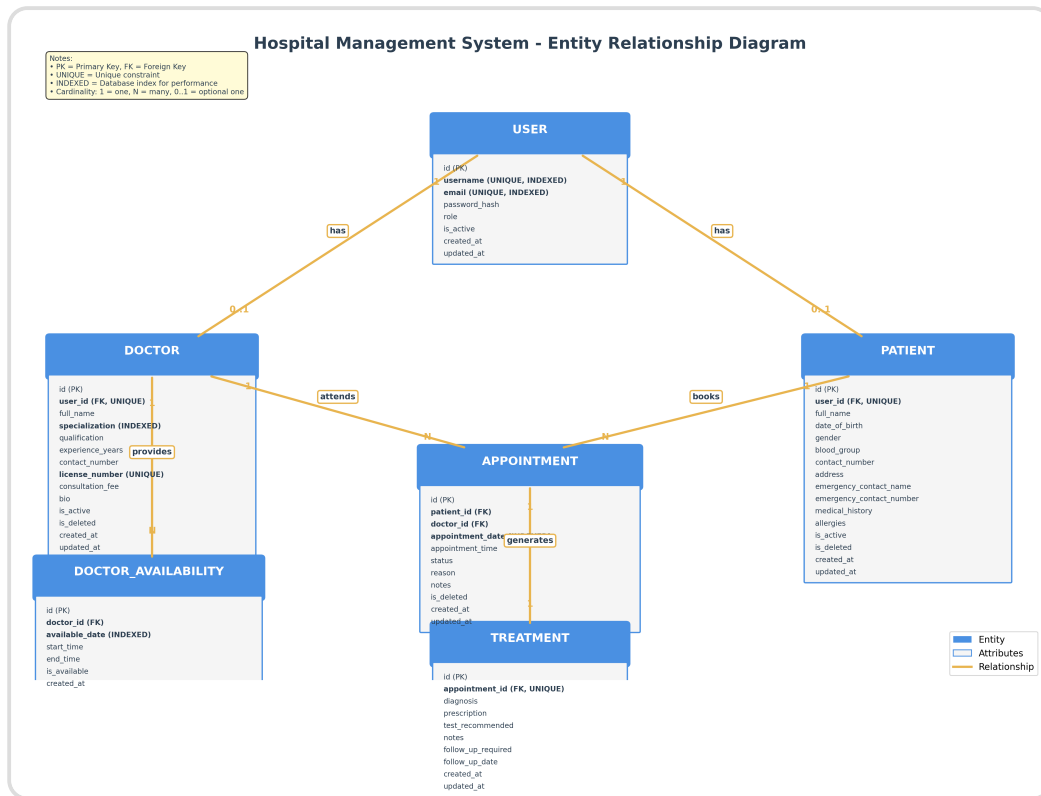 Hospital Management System - Entity Relationship Diagram
Notes:
• PK = Primary Key, FK = Foreign Key
• UNIQUE = Unique constraint
• INDEXED = Database index for performance
• Cardinality: 1 = one, N = many, 0..1 = optional one
USER
id (PK)
username (UNIQUE, INDEXED)
email (UNIQUE, INDEXED)
password_hash
role
is_active
created_at
updated_at
1
1
has
has
0..1
0..1
DOCTOR
id (PK)
user_id (FK, UNIQUE)
full_name
specialization (INDEXED)
qualification
experience_years
contact_number
license_number (UNIQUE)
consultation_fee
bio
is_active
is_deleted
created_at
updated_at
1
provides
N
1
attends
N
PATIENT
id (PK)
user_id (FK, UNIQUE)
full_name
date_of_birth
gender
blood_group
contact_number
address
emergency_contact_name
emergency_contact_number
medical_history
allergies
is_active
is_deleted
created_at
updated_at
1
books
N
APPOINTMENT
id (PK)
patient_id (FK)
doctor_id (FK)
appointment_date
appointment_time
status
reason
notes
is_deleted
created_at
updated_at
1
generates
1
DOCTOR_AVAILABILITY
id (PK)
doctor_id (FK)
available_date (INDEXED)
start_time
end_time
is_available
created_at
TREATMENT
id (PK)
appointment_id (FK, UNIQUE)
diagnosis
prescription
test_recommended
notes
follow_up_required
follow_up_date
created_at
updated_at
Entity
Attributes
Relationship